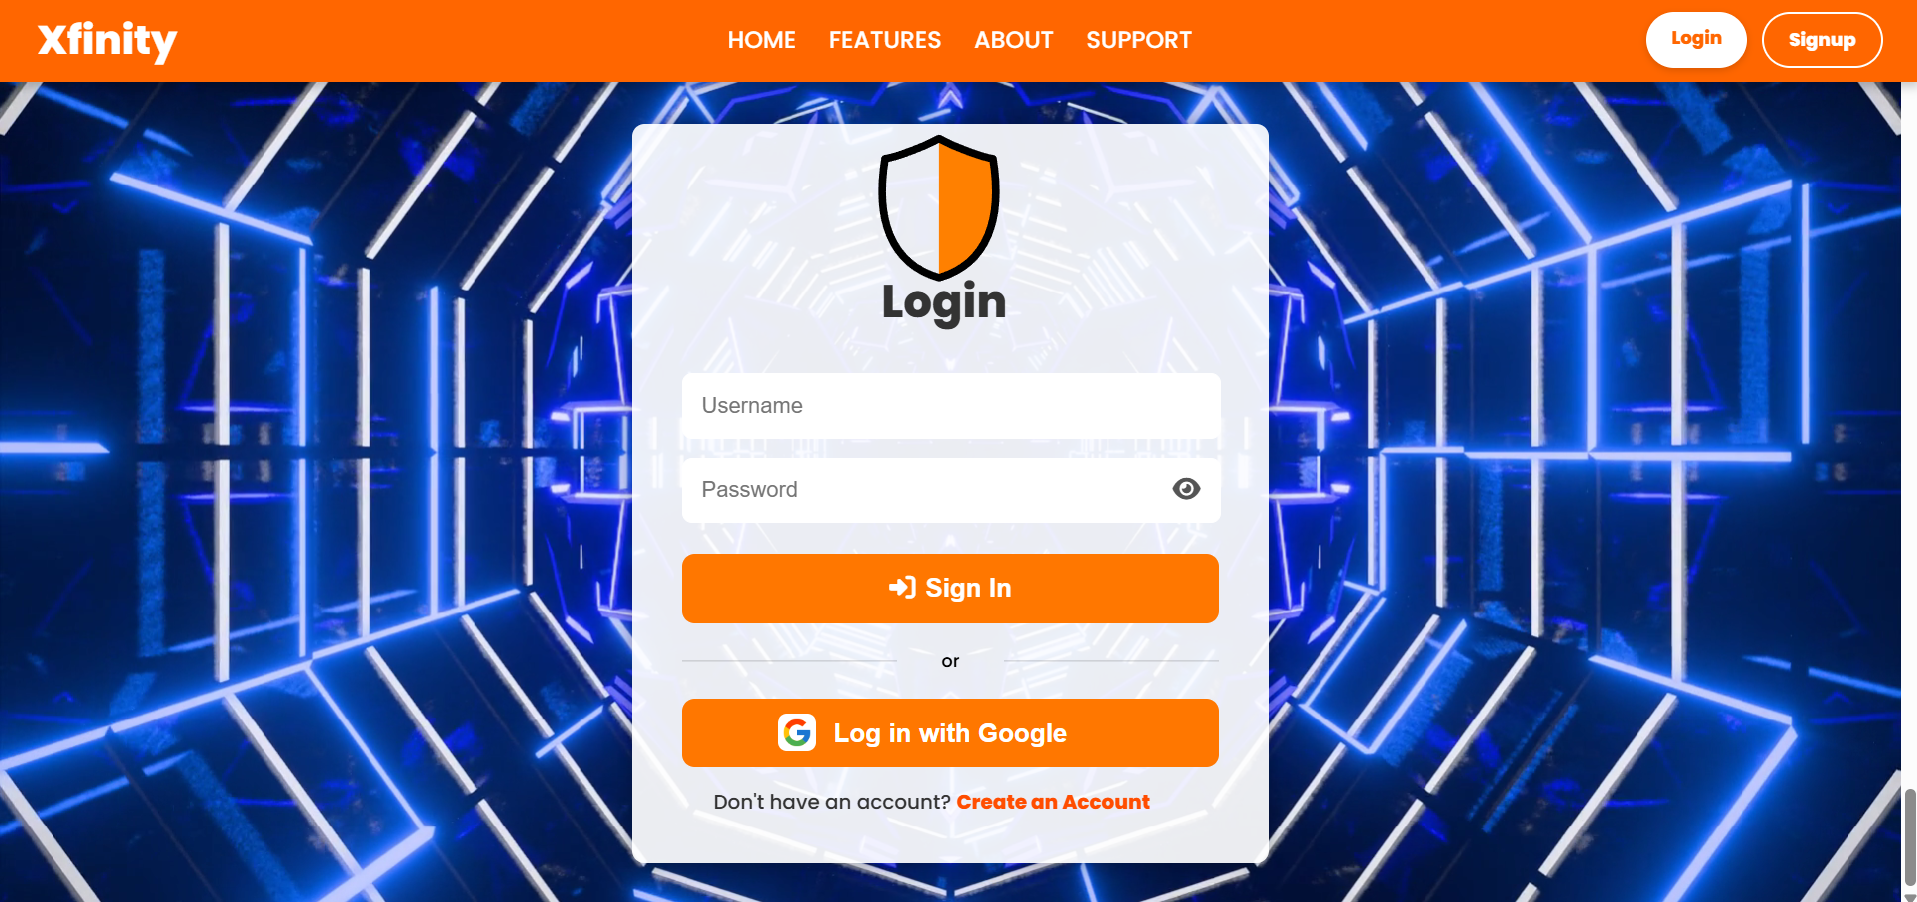 Xfinity
HOME FEATURES ABOUT SUPPORT
Login
Signup
Login
Username
Password
Sign In
or
Log in with Google
Don't have an account? Create an Account